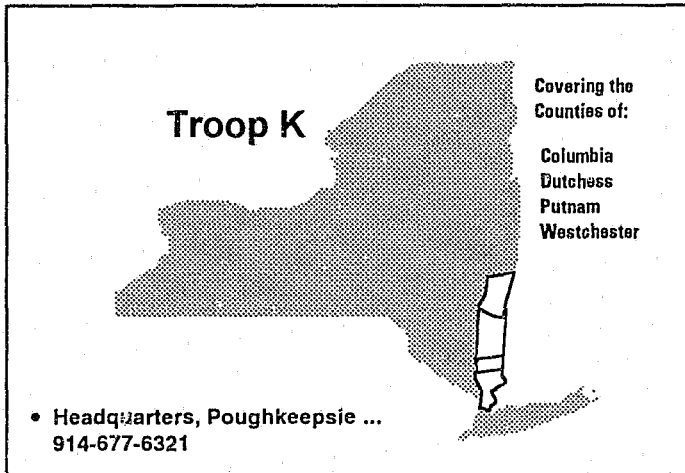 Troop K
Covering the
Counties of:
Columbia
Dutchess
Putnam
Westchester
• Headquarters, Poughkeepsie ...
914-677-6321